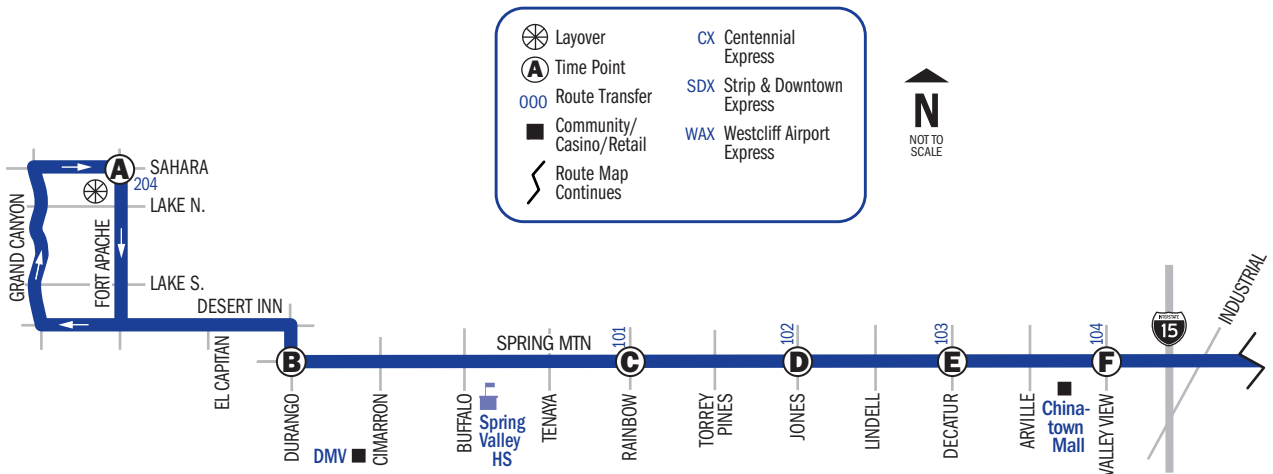 Layover
A Time Point
000 Route Transfer
Community/
Casino/Retail
Route Map
Continues
CX Centennial
Express
SDX Strip & Downtown
Express
WAX Westcliff Airport
Express
N
NOT TO
SCALE
A
SAHARA
204
LAKE N.
GRAND CANYON
FORT APACHE
LAKE S.
DESERT INN
EL CAPITAN
SPRING MTN
B
C
D
E
F
101
102
103
104
INTERSTATE
15
INDUSTRIAL
DURANGO
DMV
CIMARRON
BUFFALO
Spring
Valley
HS
TENAYA
RAINBOW
TORREY
PINES
JONES
LINDELL
DECATUR
ARVILLE
China-
town
Mall
VALLEY VIEW